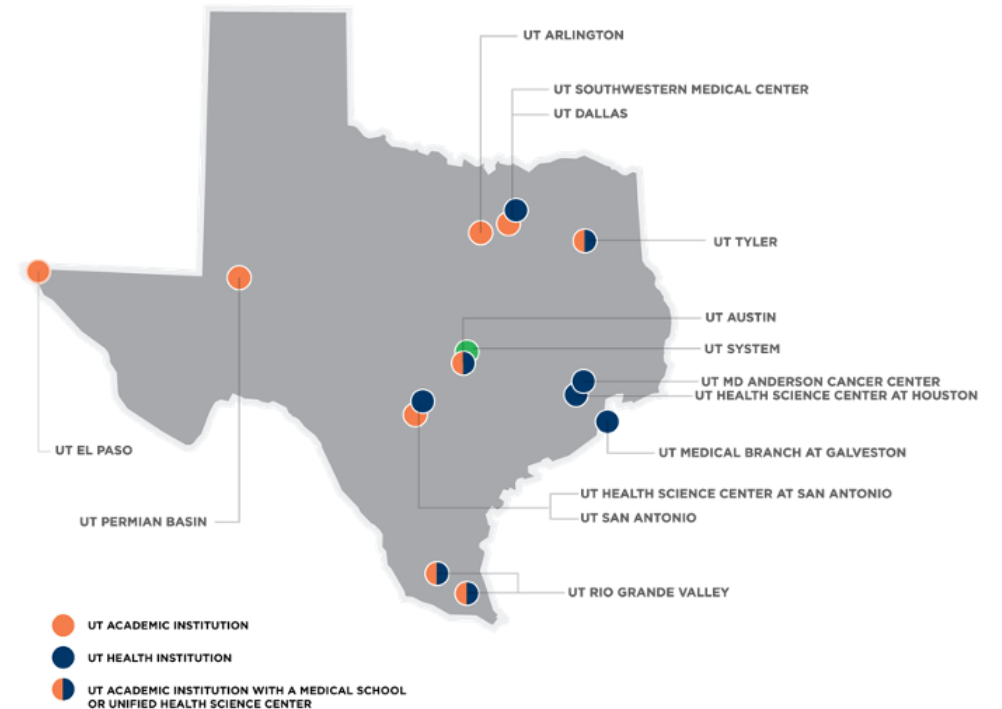 UT ARLINGTON
UT SOUTHWESTERN MEDICAL CENTER
UT DALLAS
UT TYLER
UT AUSTIN
UT SYSTEM
UT MD ANDERSON CANCER CENTER
UT HEALTH SCIENCE CENTER AT HOUSTON
UT EL PASO
UT MEDICAL BRANCH AT GALVESTON
UT HEALTH SCIENCE CENTER AT SAN ANTONIO
UT PERMIAN BASIN
UT SAN ANTONIO
UT RIO GRANDE VALLEY
UT ACADEMIC INSTITUTION
UT HEALTH INSTITUTION
UT ACADEMIC INSTITUTION WITH A MEDICAL SCHOOL
OR UNIFIED HEALTH SCIENCE CENTER